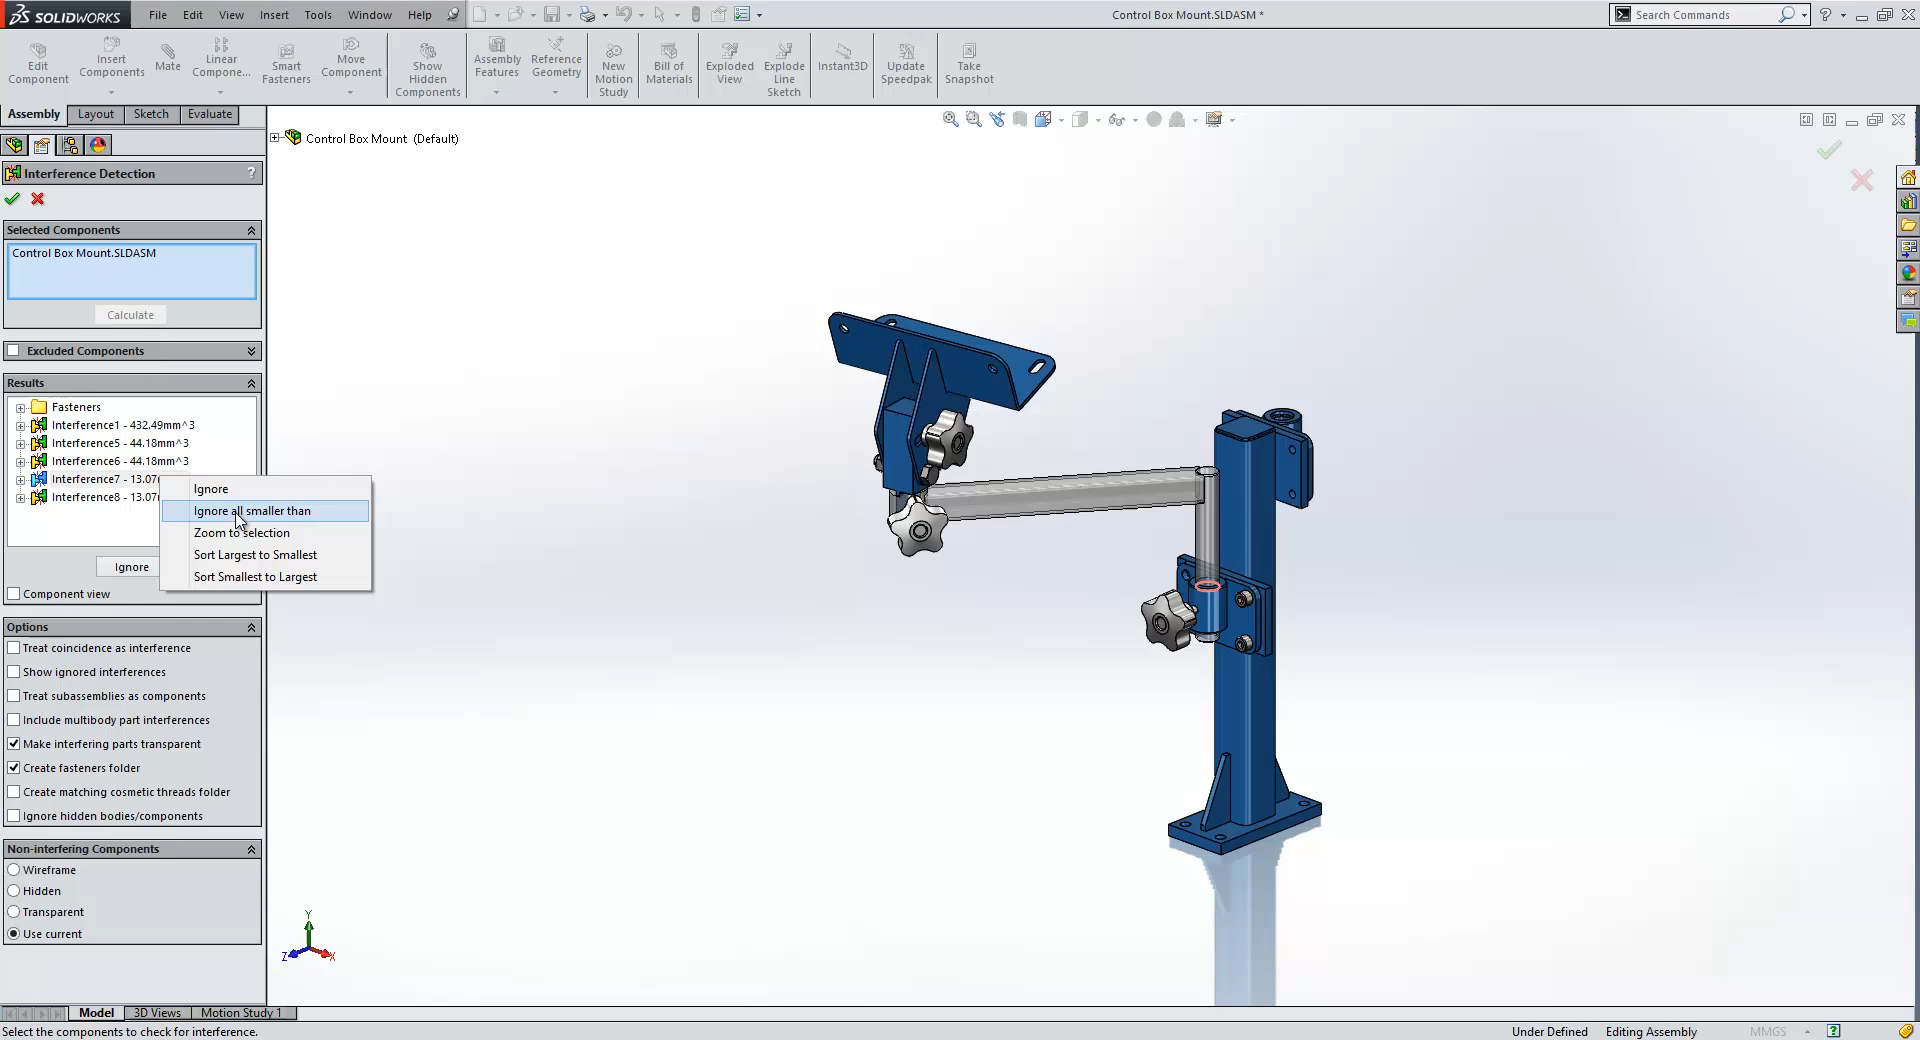 SOLIDWORKS File Edit View Insert Tools Window Help Control Box Mount.SLDASM * Search Commands
Edit Component
Insert Components
Mate
Linear Compone...
Smart Fasteners
Move Component
Show Hidden Components
Assembly Features
Reference Geometry
New Motion Study
Bill of Materials
Exploded View
Explode Line Sketch
Instant3D
Update Speedpak
Take Snapshot
Assembly Layout Sketch Evaluate
Control Box Mount (Default)
Interference Detection ?
Selected Components
Control Box Mount.SLDASM
Calculate
Excluded Components
Results
Fasteners
Interference1 - 432.49mm^3
Interference5 - 44.18mm^3
Interference6 - 44.18mm^3
Interference7 - 13.07
Interference8 - 13.07
Ignore
Ignore all smaller than
Zoom to selection
Sort Largest to Smallest
Sort Smallest to Largest
Ignore
Component view
Options
Treat coincidence as interference
Show ignored interferences
Treat subassemblies as components
Include multibody part interferences
Make interfering parts transparent
Create fasteners folder
Create matching cosmetic threads folder
Ignore hidden bodies/components
Non-interfering Components
Wireframe
Hidden
Transparent
Use current
Y
Z X
Model 3D Views Motion Study 1
Select the components to check for interference. Under Defined Editing Assembly MMGS